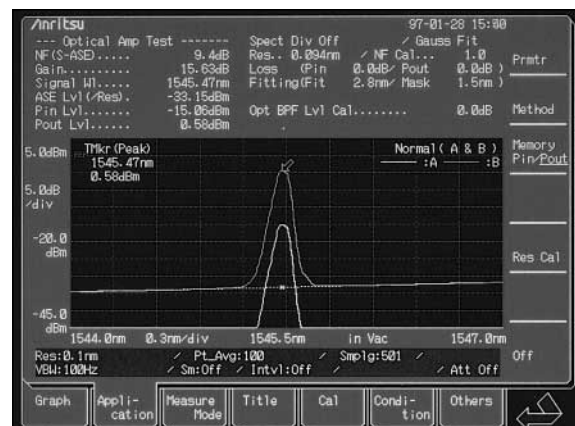 Anritsu 97-01-28 15:
--- Optical Amp Test ------- Spect Div Off / Gauss Fit
NF(S-ASE)..... 9.4dB Res.. 0.094nm / NF Cal... 1.0
Gain.......... 15.63dB Loss (Pin 0.0dB/ Pout 0.0dB )
Signal Wl..... 1545.47nm Fitting(Fit 2.8nm/ Mask 1.5nm )
ASE Lvl(/Res). -33.15dBm
Pin Lvl....... -15.06dBm Opt BPF Lvl Cal........ 0.0dB
Pout Lvl...... 0.58dBm
Prmtr
Method
Memory
Pin/Pout
Res Cal
Off
5.0dBm
TMkr(Peak)
1545.47nm
0.58dBm
Normal( A & B )
:A :B
5.0dB
/div
-20.0
dBm
-45.0
dBm
1544.0nm 0.3nm/div 1545.5nm in Vac 1547.0nm
Res:0.1nm / Pt_Avg:100 / Smplg:501 /
VBW:100Hz / Sm:Off / Intvl:Off / / Att Off
Graph
Appli-
cation
Measure
Mode
Title
Cal
Condi-
tion
Others